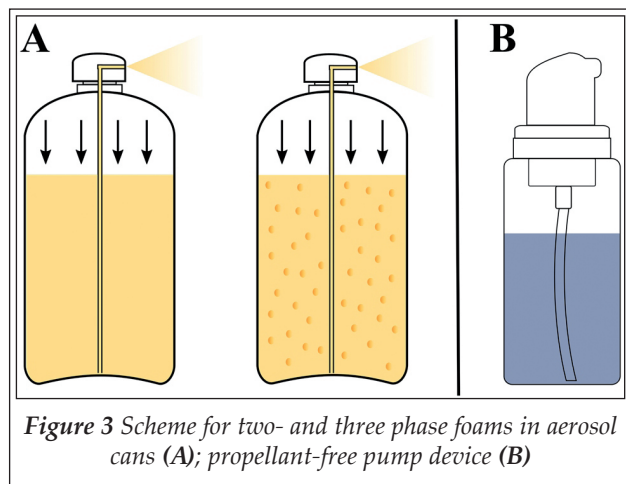 A
B
Figure 3 Scheme for two- and three phase foams in aerosol
cans (A); propellant-free pump device (B)